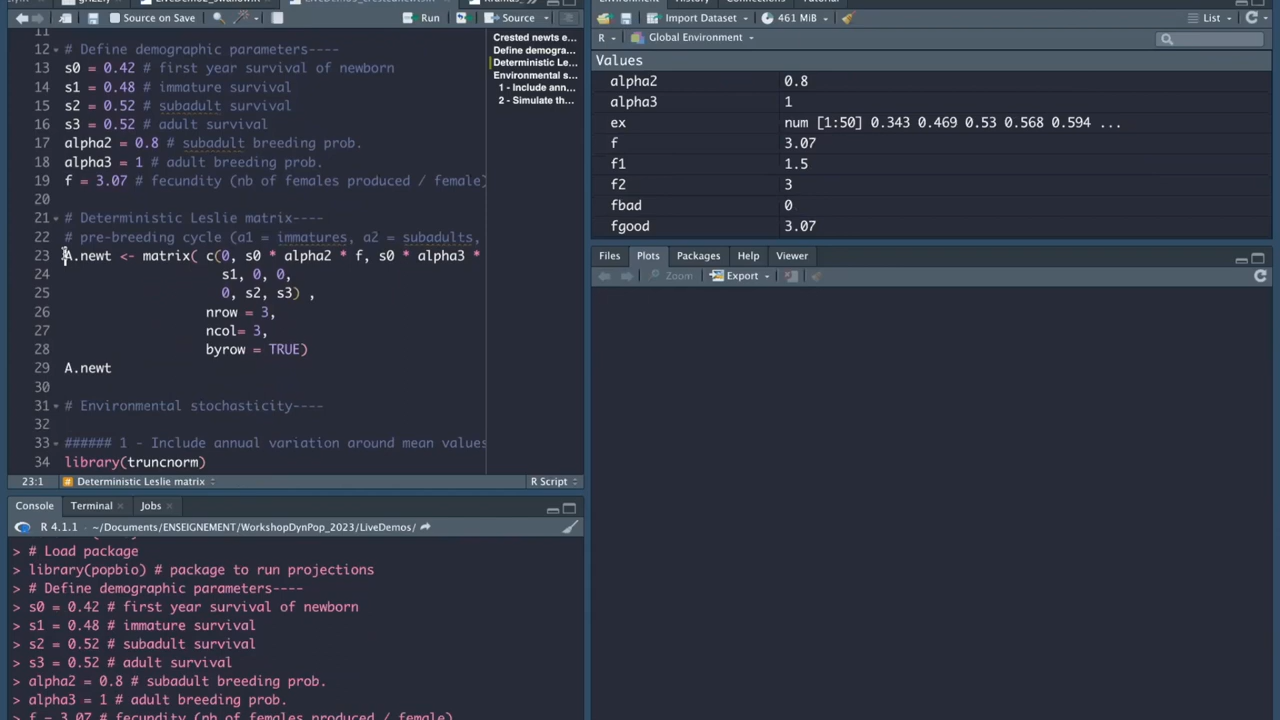 Source on Save
Run
Source
11
12 # Define demographic parameters----
13 s0 = 0.42 # first year survival of newborn
14 s1 = 0.48 # immature survival
15 s2 = 0.52 # subadult survival
16 s3 = 0.52 # adult survival
17 alpha2 = 0.8 # subadult breeding prob.
18 alpha3 = 1 # adult breeding prob.
19 f = 3.07 # fecundity (nb of females produced / female)
20
21 # Deterministic Leslie matrix----
22 # pre-breeding cycle (a1 = immatures, a2 = subadults,
23 A.newt <- matrix( c(0, s0 * alpha2 * f, s0 * alpha3 *
24 s1, 0, 0,
25 0, s2, s3) ,
26 nrow = 3,
27 ncol= 3,
28 byrow = TRUE)
29 A.newt
30
31 # Environmental stochasticity----
32
33 ###### 1 - Include annual variation around mean values
34 library(truncnorm)
23:1 # Deterministic Leslie matrix R Script
Crested newts e...
Define demogra...
Deterministic Le...
Environmental s...
1 - Include ann...
2 - Simulate th...
Console Terminal Jobs
R 4.1.1 · ~/Documents/ENSEIGNEMENT/WorkshopDynPop_2023/LiveDemos/
> # Load package
> library(popbio) # package to run projections
> # Define demographic parameters----
> s0 = 0.42 # first year survival of newborn
> s1 = 0.48 # immature survival
> s2 = 0.52 # subadult survival
> s3 = 0.52 # adult survival
> alpha2 = 0.8 # subadult breeding prob.
> alpha3 = 1 # adult breeding prob.
> f = 3.07 # fecundity (nb of females produced / female)
Import Dataset 461 MiB List
R Global Environment
Values
alpha2 0.8
alpha3 1
ex num [1:50] 0.343 0.469 0.53 0.568 0.594 ...
f 3.07
f1 1.5
f2 3
fbad 0
fgood 3.07
Files Plots Packages Help Viewer
Zoom Export